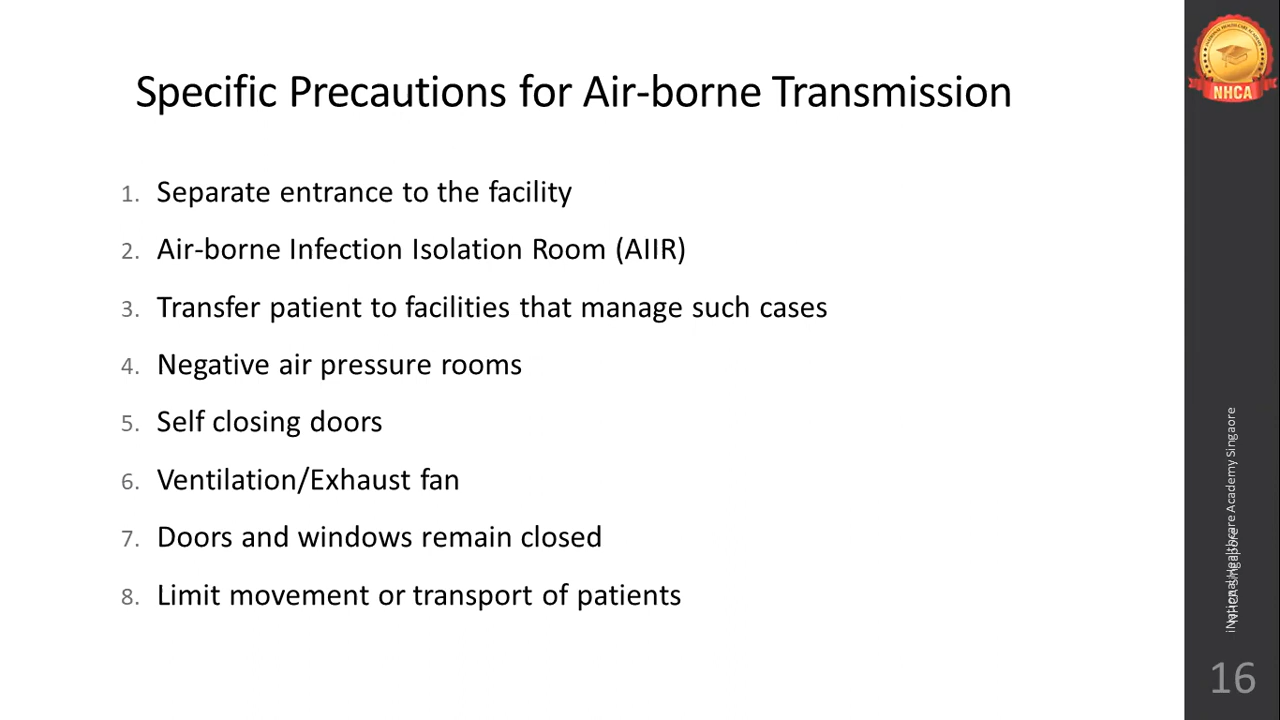 Specific Precautions for Air-borne Transmission
1. Separate entrance to the facility
2. Air-borne Infection Isolation Room (AIIR)
3. Transfer patient to facilities that manage such cases
4. Negative air pressure rooms
5. Self closing doors
6. Ventilation/Exhaust fan
7. Doors and windows remain closed
8. Limit movement or transport of patients
NHCA
iNational Healthcare Academy Singaore
NHCA Singapore
16